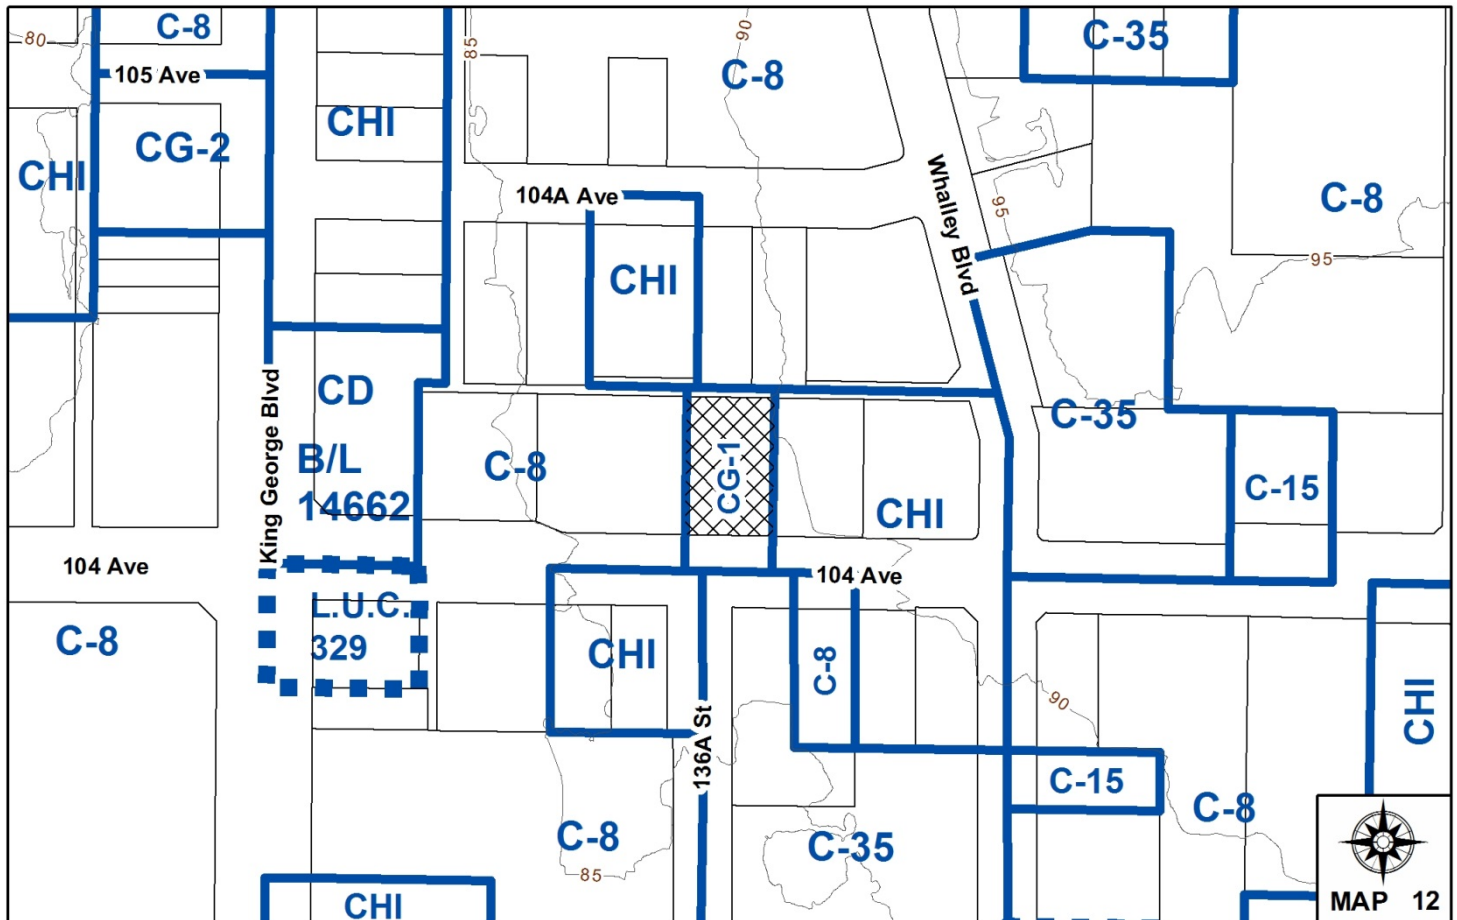 C-8
C-35
80
85
90
105 Ave
C-8
CHI
CG-2
CHI
104A Ave
Whalley Blvd
95
C-8
CHI
95
King George Blvd
CD
B/L
14662
C-8
CG-1
CHI
C-35
C-15
104 Ave
104 Ave
L.U.C.
329
C-8
CHI
C-8
136A St
90
CHI
C-15
C-8
C-8
C-35
85
CHI
MAP 12